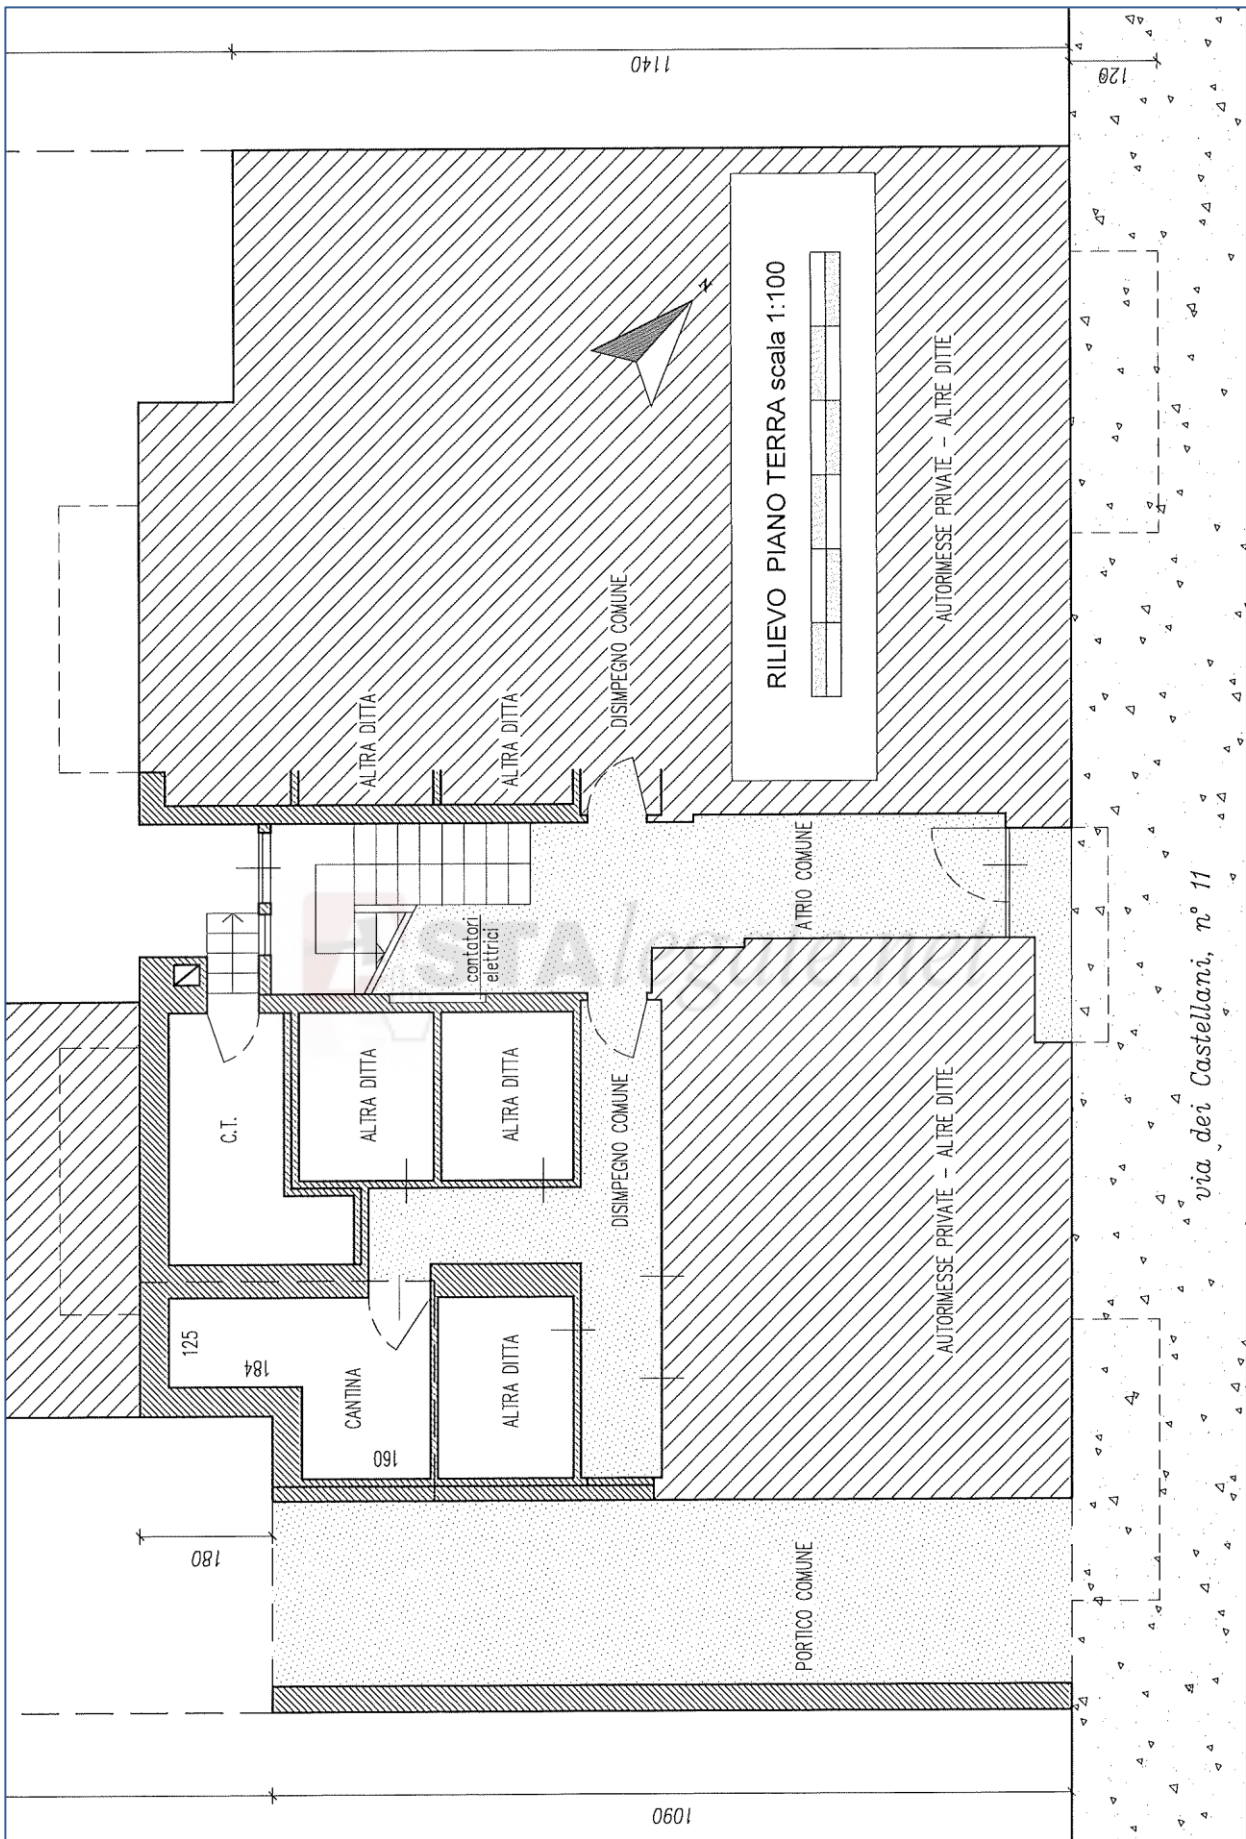 1140
120
RILIEVO PIANO TERRA scala 1:100
N
AUTORIMESSE PRIVATE - ALTRE DITTE
DISIMPEGNO COMUNE
ALTRA DITTA
ALTRA DITTA
ATRIO COMUNE
contatori
elettrici
ASTAlegale.net
via dei Castellani, n° 11
C.T.
ALTRA DITTA
ALTRA DITTA
DISIMPEGNO COMUNE
AUTORIMESSE PRIVATE - ALTRE DITTE
125
184
CANTINA
160
ALTRA DITTA
180
PORTICO COMUNE
1090